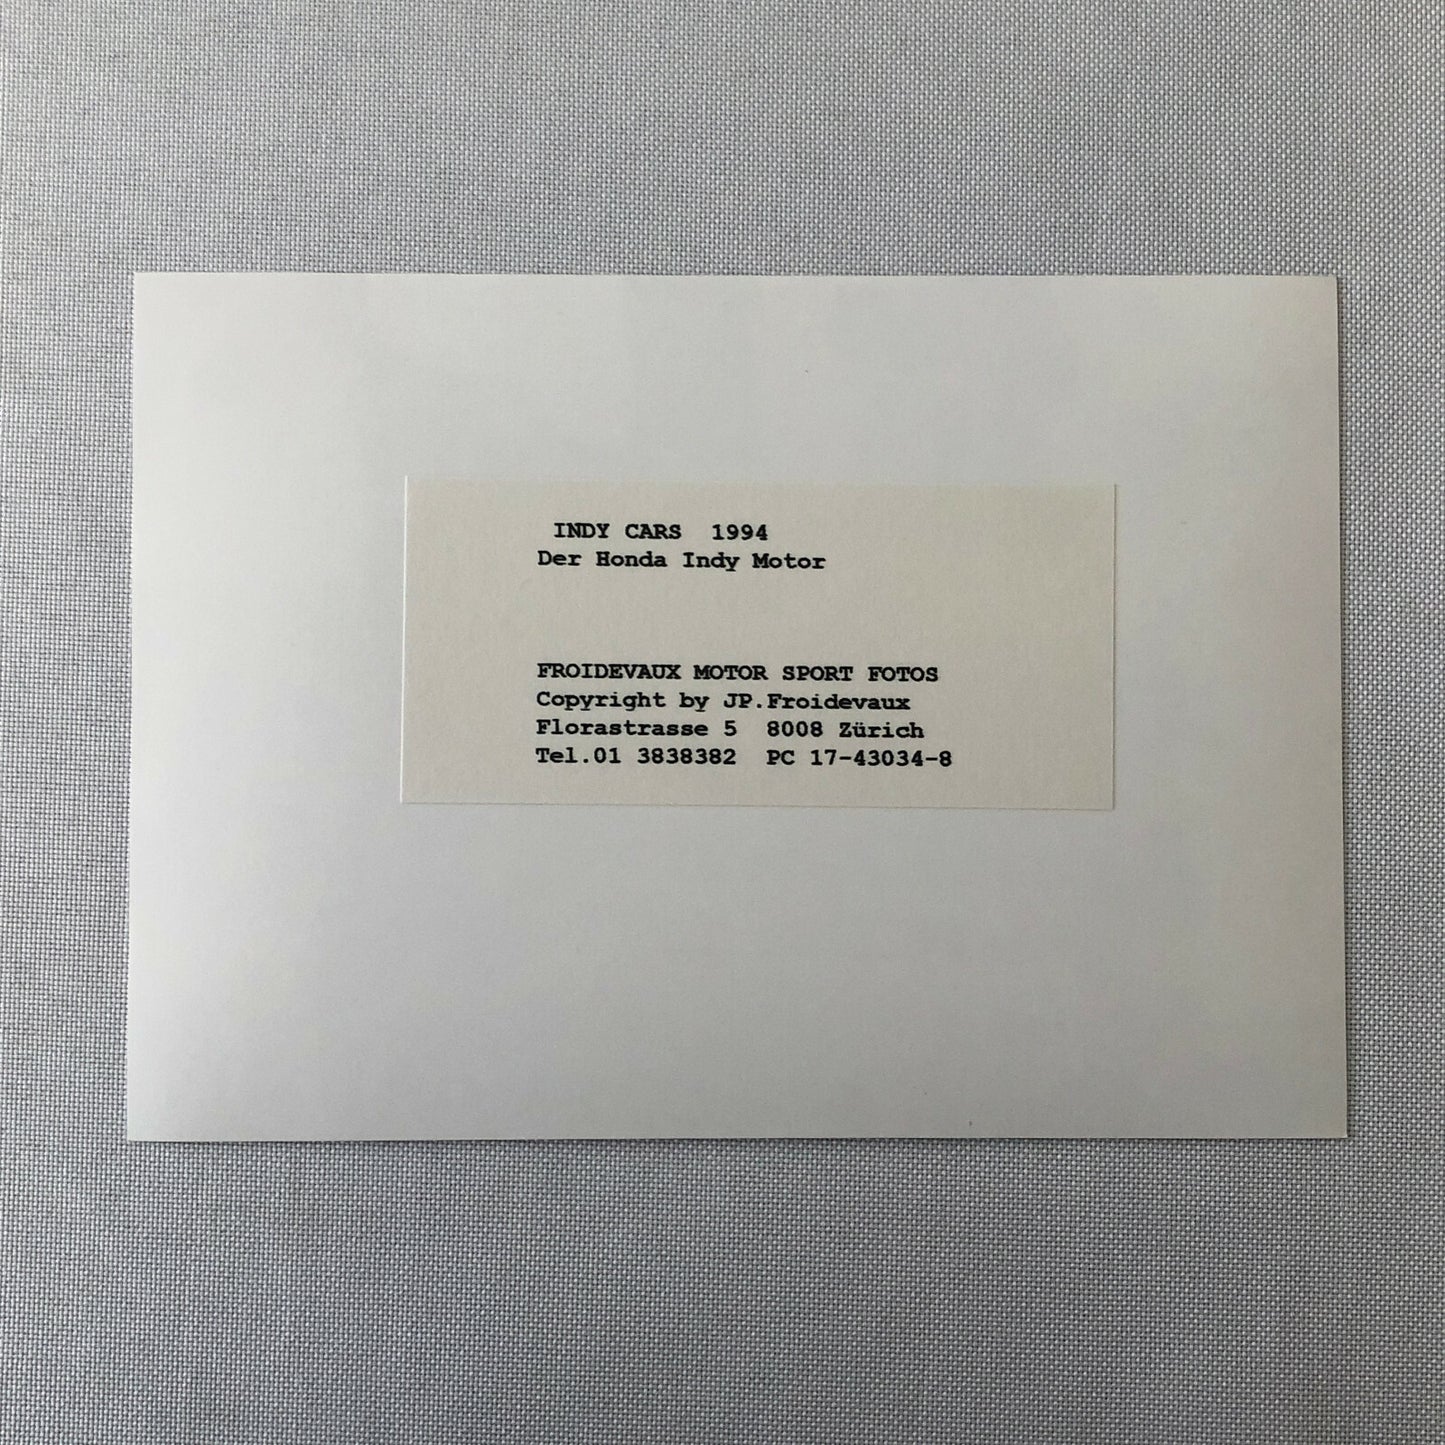 INDY CARS 1994
Der Honda Indy Motor
FROIDEVAUX MOTOR SPORT FOTOS
Copyright by JP.Froidevaux
Florastrasse 5 8008 Zürich
Tel.01 3838382 PC 17-43034-8